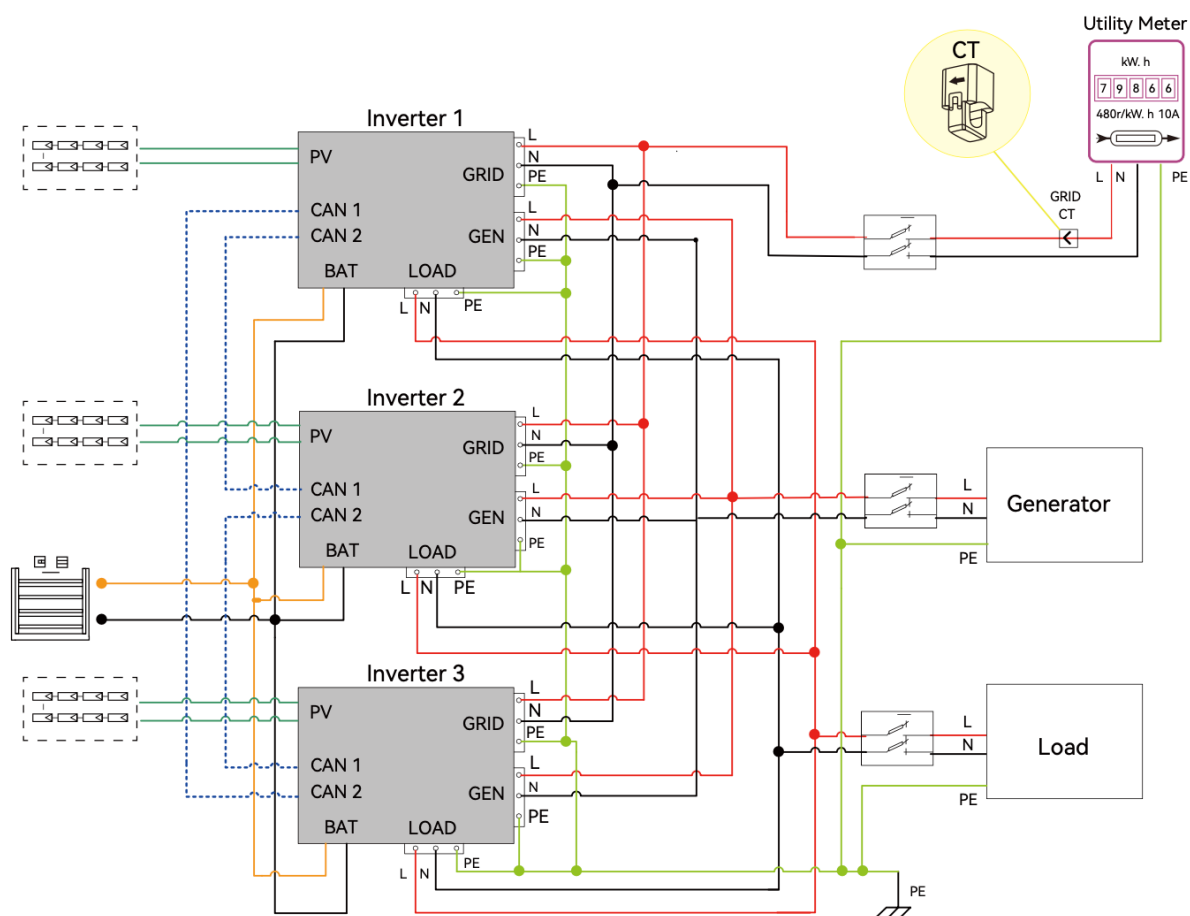 Utility Meter
CT
kW. h
7 9 8 6 6
480r/kW. h 10A
L N PE
GRID
CT
Inverter 1
PV
CAN 1
CAN 2
BAT
LOAD
GRID
GEN
L
N
PE
L
N
PE
L N PE
Inverter 2
PV
CAN 1
CAN 2
BAT
LOAD
GRID
GEN
L
N
PE
L
N
PE
L N PE
Generator
L
N
PE
Inverter 3
PV
CAN 1
CAN 2
BAT
LOAD
GRID
GEN
L
N
PE
L
N
PE
L N PE
Load
L
N
PE
PE